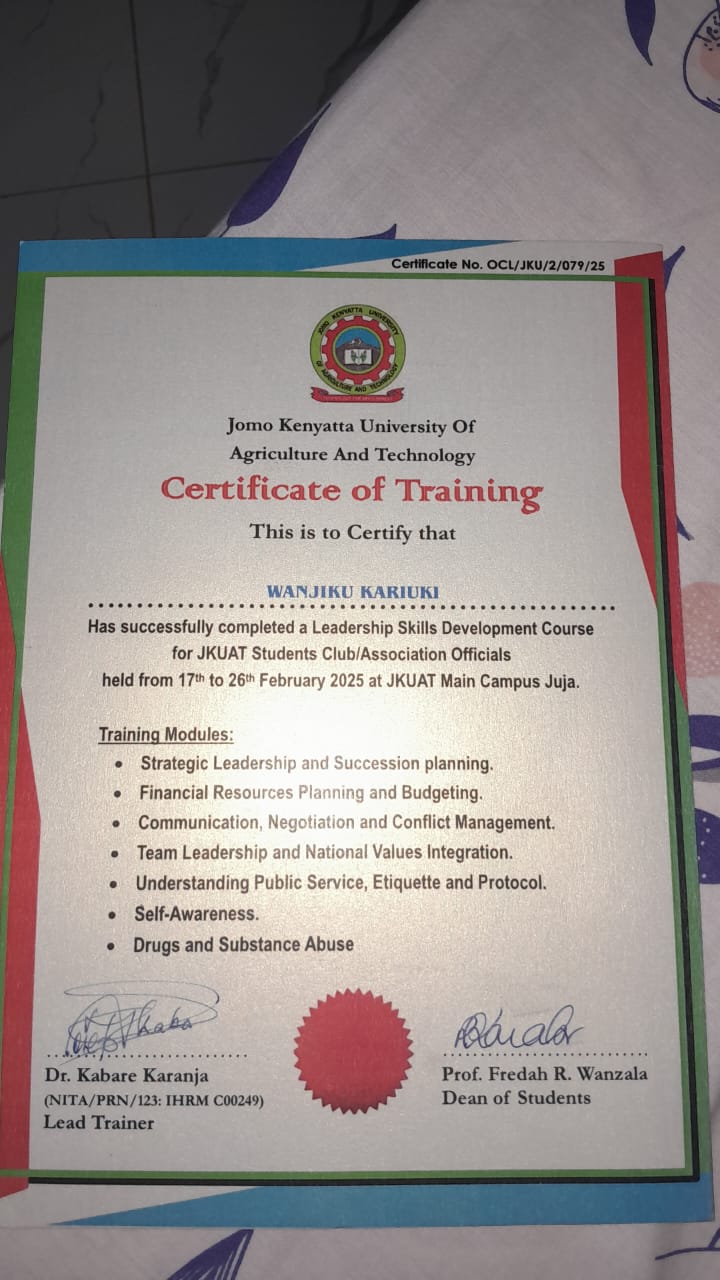 Certificate No. OCL/JKU/2/079/25
JOMO KENYATTA UNIVERSITY
OF AGRICULTURE AND TECHNOLOGY
Jomo Kenyatta University Of
Agriculture And Technology
Certificate of Training
This is to Certify that
WANJIKU KARIUKI
Has successfully completed a Leadership Skills Development Course
for JKUAT Students Club/Association Officials
held from 17th to 26th February 2025 at JKUAT Main Campus Juja.
Training Modules:
• Strategic Leadership and Succession planning.
• Financial Resources Planning and Budgeting.
• Communication, Negotiation and Conflict Management.
• Team Leadership and National Values Integration.
• Understanding Public Service, Etiquette and Protocol.
• Self-Awareness.
• Drugs and Substance Abuse
Dr. Kabare Karanja
(NITA/PRN/123: IHRM C00249)
Lead Trainer
Prof. Fredah R. Wanzala
Dean of Students